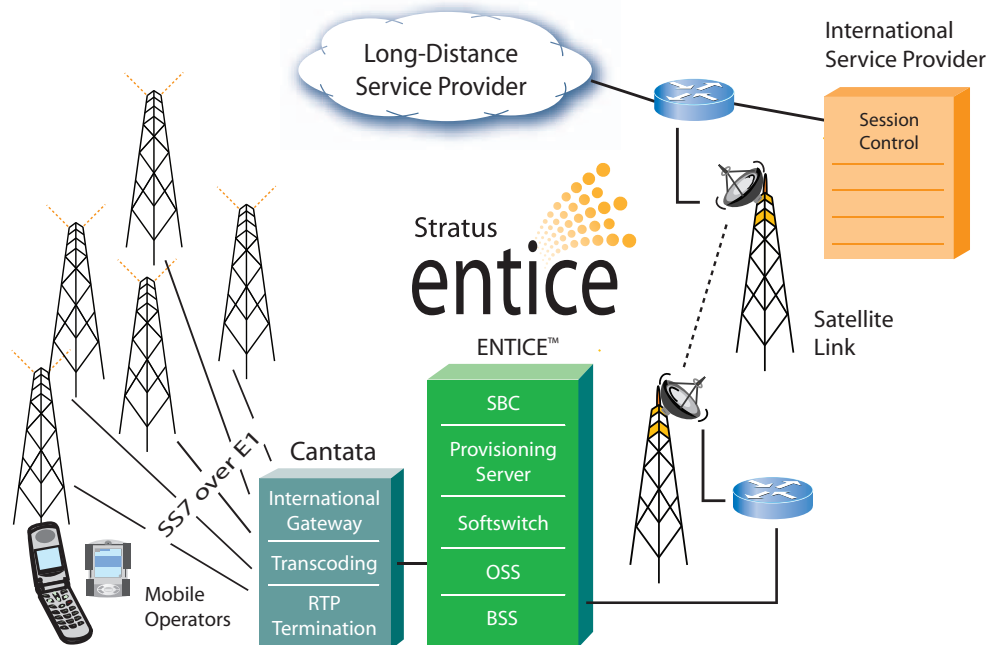 Long-Distance
Service Provider
International
Service Provider
Session
Control
Stratus
entice
ENTICE™
Satellite
Link
SBC
Provisioning
Server
Softswitch
OSS
BSS
SS7 over E1
Cantata
International
Gateway
Transcoding
RTP
Termination
Mobile
Operators